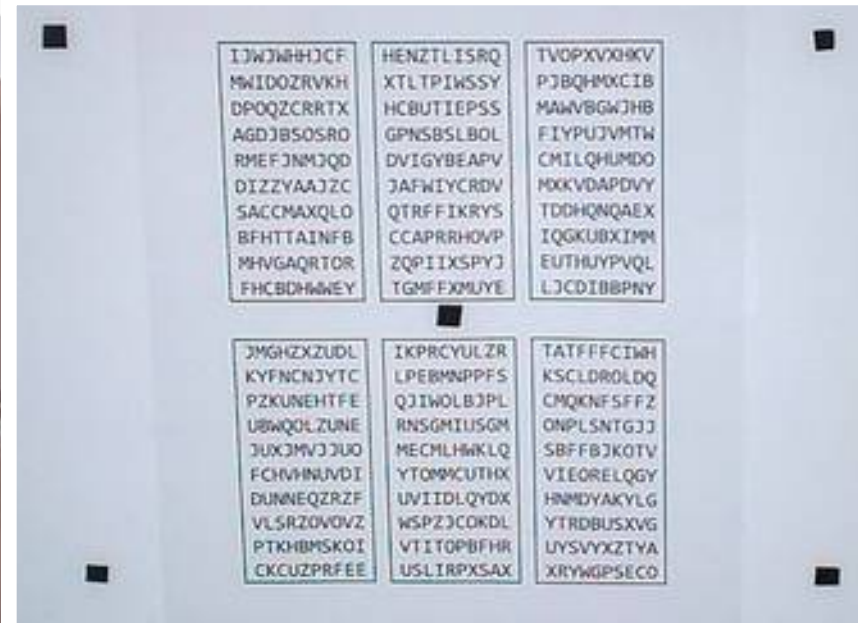 IJWJWHHJCF
MWIDOZRVKH
DPOQZCRRTX
AGDJBSOSRO
RMEFJNMJQD
DIZZYAAJZC
SACCMAXQLO
BFHTTAINFB
MHVGAQRTOR
FHCBDHWWEY
HENZTLISRQ
XTLTPIWSSY
HCBUTIEPSS
GPNSBSLBOL
DVIGYBEAPV
JAFWIYCRDV
QTRFFIKRYS
CCAPRRHOVP
ZQPIIXSPYJ
TGMFFXMUYE
TVOPXVXHKV
PJBQHMXCIB
MAWVBGWJHB
FIYPUJVMTW
CMILQHUMDO
MXKVDAPDVY
TDDHQNQAEX
IQGKUBXIMM
EUTHUYPVQL
LJCDIBBPNY
JMGHZXZUDL
KYFNCNJYTC
PZKUNEHTFE
UBWQOLZUNE
JUXJMVJJUO
FCHVHNUVDI
DUNNEQZRZF
VLSRZOVOVZ
PTKHBMSKOI
CKCUZPRFEE
IKPRCYULZR
LPEBMNPPFS
QJIWOLBJPL
RNSGMIUSGM
MECMLHWKLQ
YTOMMCUTHX
UVIIDLQYDX
WSPZJCOKDL
VTITOPBFHR
USLIRPXSAX
TATFFFCIWH
KSCLDROLDQ
CMQKNFSFFZ
ONPLSNTGJJ
SBFFBJKOTV
VIEORELQGY
HNMDYAKYLG
YTRDBUSXVG
UYSVYXZTYA
XRYWGPSECO